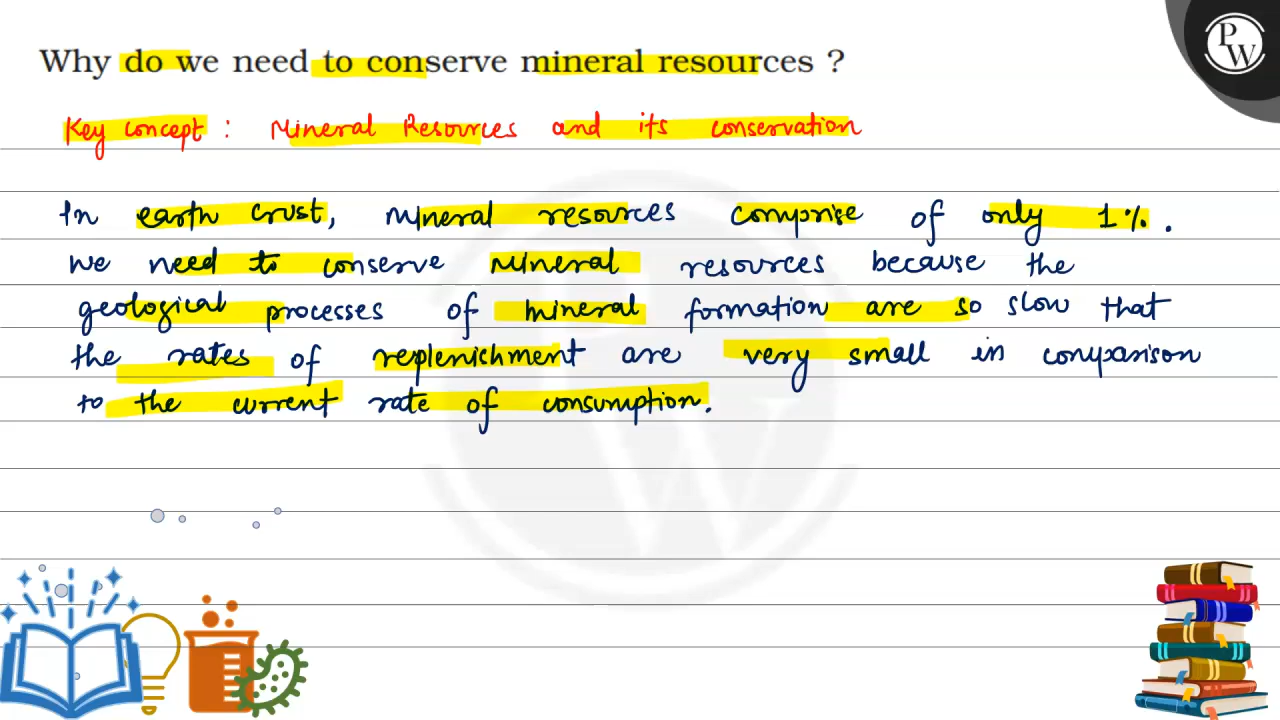 Why do we need to conserve mineral resources ?
PW
Key Concept : Mineral Resources and its conservation
In earth crust, Mineral resources comprise of only 1%.
We need to conserve Mineral resources because the
geological processes of mineral formation are so slow that
the rates of replenichment are very small in comparison
to the current rate of consumption.